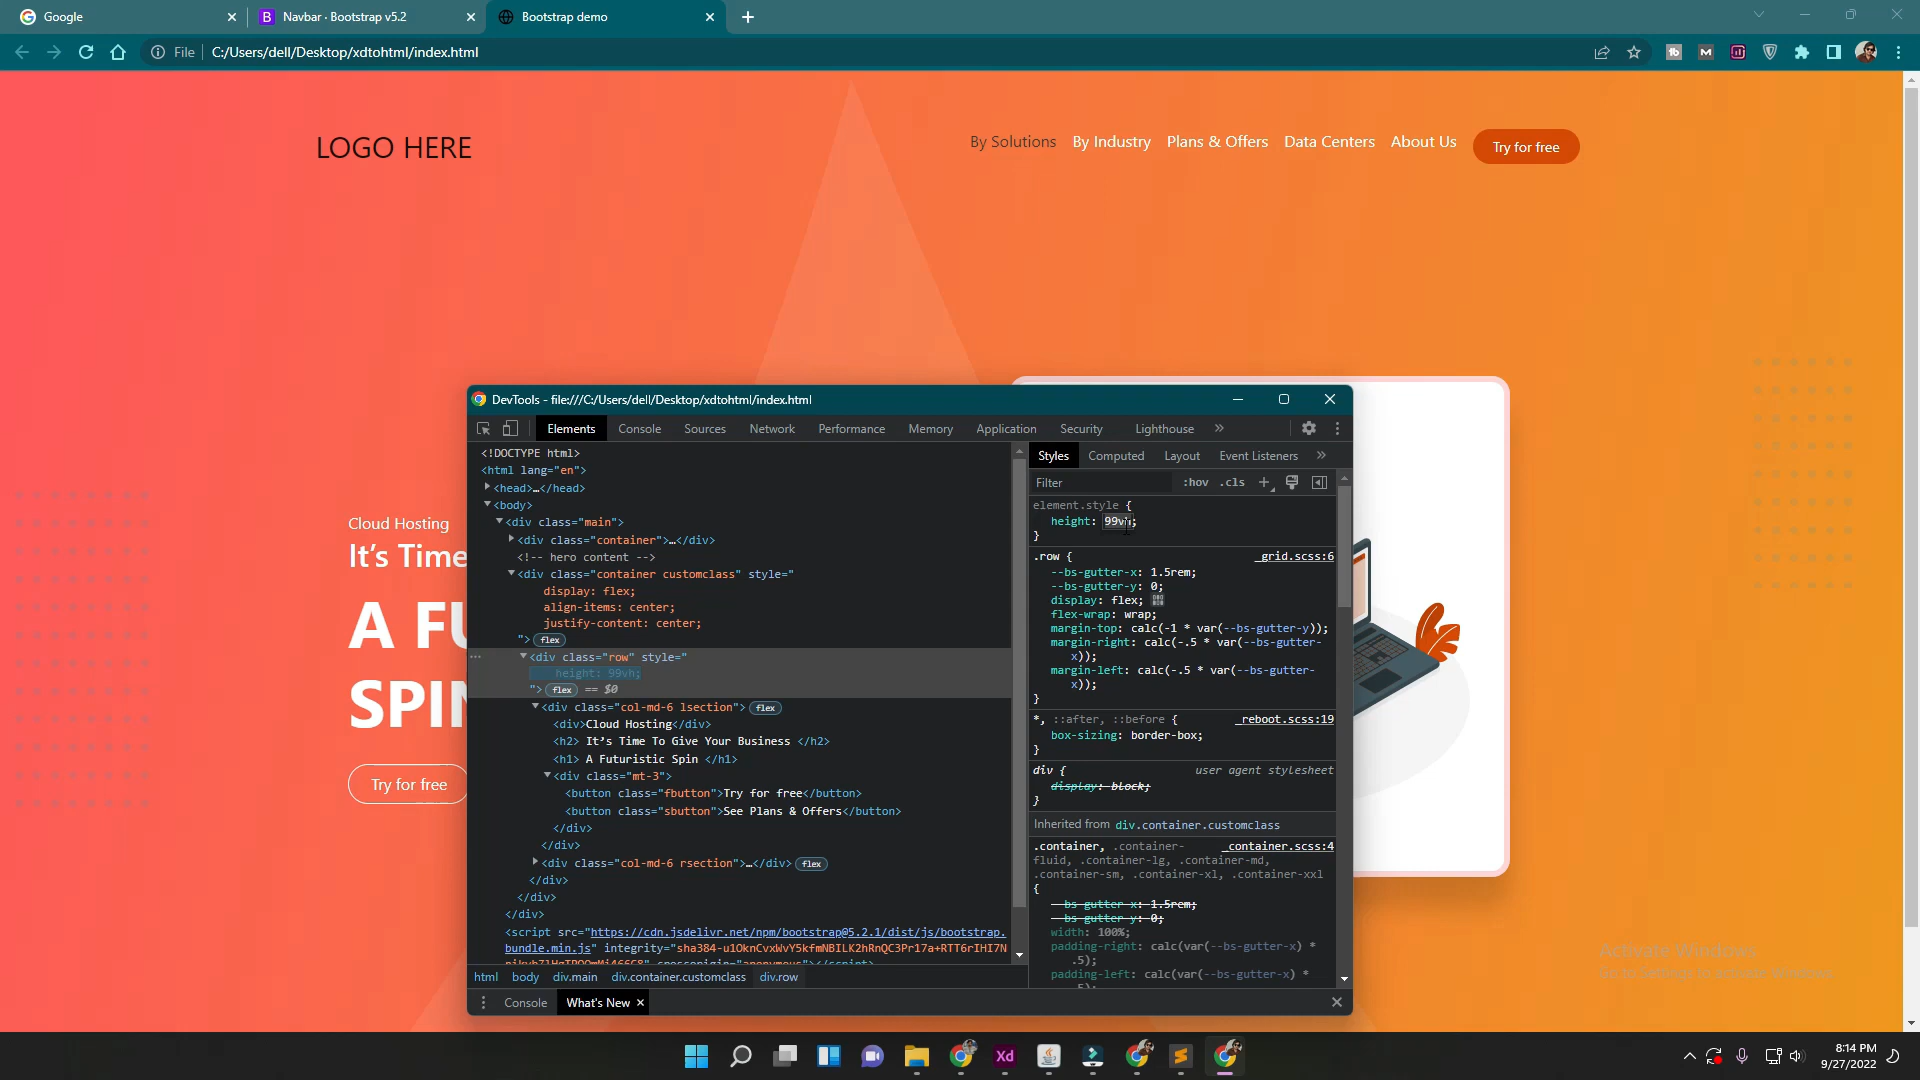 Google
Navbar · Bootstrap v5.2
Bootstrap demo
File
C:/Users/dell/Desktop/xdtohtml/index.html
LOGO HERE
By Solutions
By Industry
Plans & Offers
Data Centers
About Us
Try for free
Cloud Hosting
It's Time
A FU
SPIN
Try for free
DevTools - file:///C:/Users/dell/Desktop/xdtohtml/index.html
Elements
Console
Sources
Network
Performance
Memory
Application
Security
Lighthouse
<!DOCTYPE html>
<html lang="en">
<head>…</head>
<body>
<div class="main">
<div class="container">…</div>
<!-- hero content -->
<div class="container customclass" style="
display: flex;
align-items: center;
justify-content: center;
"> flex
<div class="row" style="
height: 99vh;
"> flex == $0
<div class="col-md-6 lsection"> flex
<div>Cloud Hosting</div>
<h2> It's Time To Give Your Business </h2>
<h1> A Futuristic Spin </h1>
<div class="mt-3">
<button class="fbutton">Try for free</button>
<button class="sbutton">See Plans & Offers</button>
</div>
</div>
<div class="col-md-6 rsection">…</div> flex
</div>
</div>
</div>
<script src="https://cdn.jsdelivr.net/npm/bootstrap@5.2.1/dist/js/bootstrap.
bundle.min.js" integrity="sha384-u1OknCvxWvY5kfmNBILK2hRnQC3Pr17a+RTT6rIHI7N
html
body
div.main
div.container.customclass
div.row
Console
What's New
Styles
Computed
Layout
Event Listeners
Filter
:hov
.cls
element.style {
height: 99vh;
}
.row {
_grid.scss:6
--bs-gutter-x: 1.5rem;
--bs-gutter-y: 0;
display: flex;
flex-wrap: wrap;
margin-top: calc(-1 * var(--bs-gutter-y));
margin-right: calc(-.5 * var(--bs-gutter-
x));
margin-left: calc(-.5 * var(--bs-gutter-
x));
}
*, ::after, ::before {
_reboot.scss:19
box-sizing: border-box;
}
div {
user agent stylesheet
display: block;
}
Inherited from div.container.customclass
.container, .container-
_container.scss:4
fluid, .container-lg, .container-md,
.container-sm, .container-xl, .container-xxl
{
--bs-gutter-x: 1.5rem;
--bs-gutter-y: 0;
width: 100%;
padding-right: calc(var(--bs-gutter-x) *
.5);
padding-left: calc(var(--bs-gutter-x) *
Activate Windows
Go to Settings to activate Windows.
Xd
8:14 PM
9/27/2022